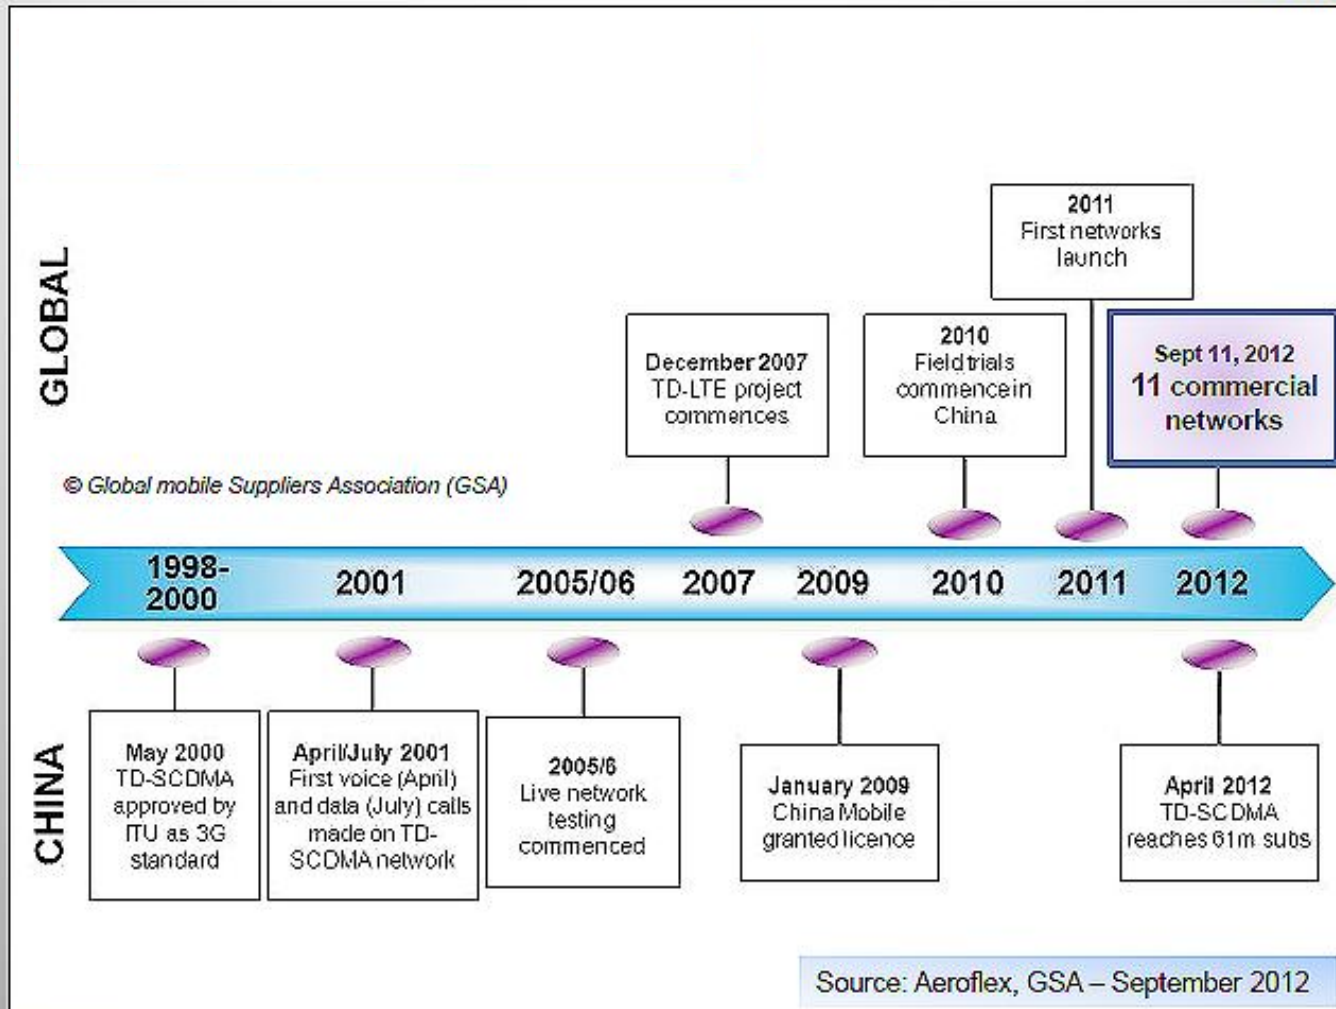 GLOBAL
2011
First networks
launch
December 2007
TD-LTE project
commences
2010
Field trials
commence in
China
Sept 11, 2012
11 commercial
networks
© Global mobile Suppliers Association (GSA)
1998-
2000
2001
2005/06
2007
2009
2010
2011
2012
CHINA
May 2000
TD-SCDMA
approved by
ITU as 3G
standard
April/July 2001
First voice (April)
and data (July) calls
made on TD-
SCDMA network
2005/6
Live network
testing
commenced
January 2009
China Mobile
granted licence
April 2012
TD-SCDMA
reaches 61m subs
Source: Aeroflex, GSA – September 2012